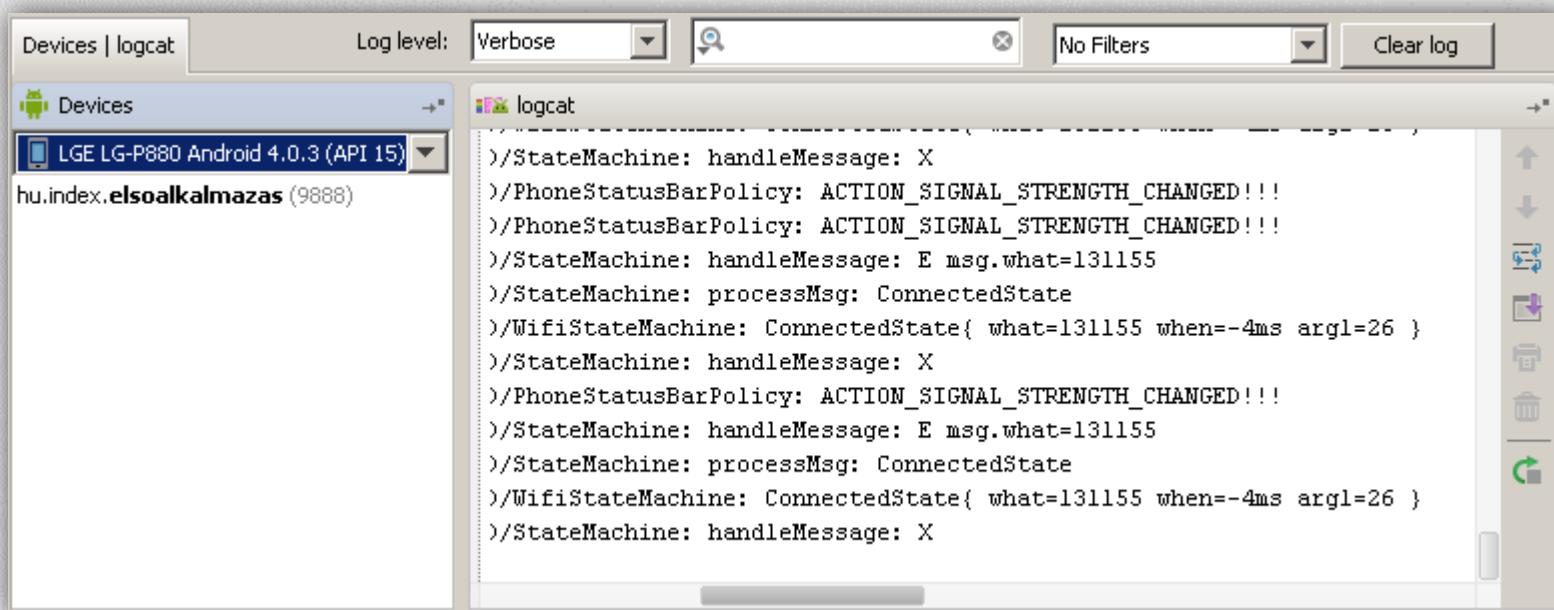 Devices | logcat
Log level:
Verbose
No Filters
Clear log
Devices
LGE LG-P880 Android 4.0.3 (API 15)
hu.index.elsoalkalmazas (9888)
logcat
)/StateMachine: handleMessage: X
)/PhoneStatusBarPolicy: ACTION_SIGNAL_STRENGTH_CHANGED!!!
)/PhoneStatusBarPolicy: ACTION_SIGNAL_STRENGTH_CHANGED!!!
)/StateMachine: handleMessage: E msg.what=131155
)/StateMachine: processMsg: ConnectedState
)/WifiStateMachine: ConnectedState{ what=131155 when=-4ms arg1=26 }
)/StateMachine: handleMessage: X
)/PhoneStatusBarPolicy: ACTION_SIGNAL_STRENGTH_CHANGED!!!
)/StateMachine: handleMessage: E msg.what=131155
)/StateMachine: processMsg: ConnectedState
)/WifiStateMachine: ConnectedState{ what=131155 when=-4ms arg1=26 }
)/StateMachine: handleMessage: X